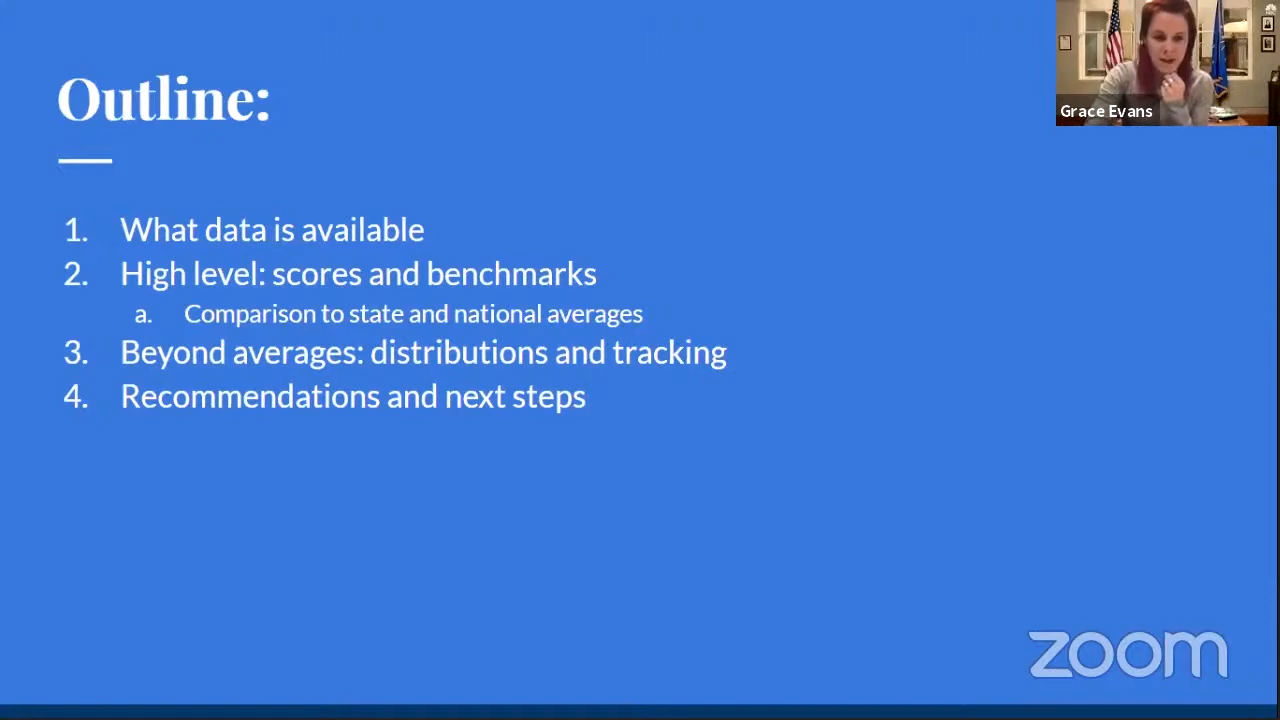 Outline:
1. What data is available
2. High level: scores and benchmarks
a. Comparison to state and national averages
3. Beyond averages: distributions and tracking
4. Recommendations and next steps
Grace Evans
zoom